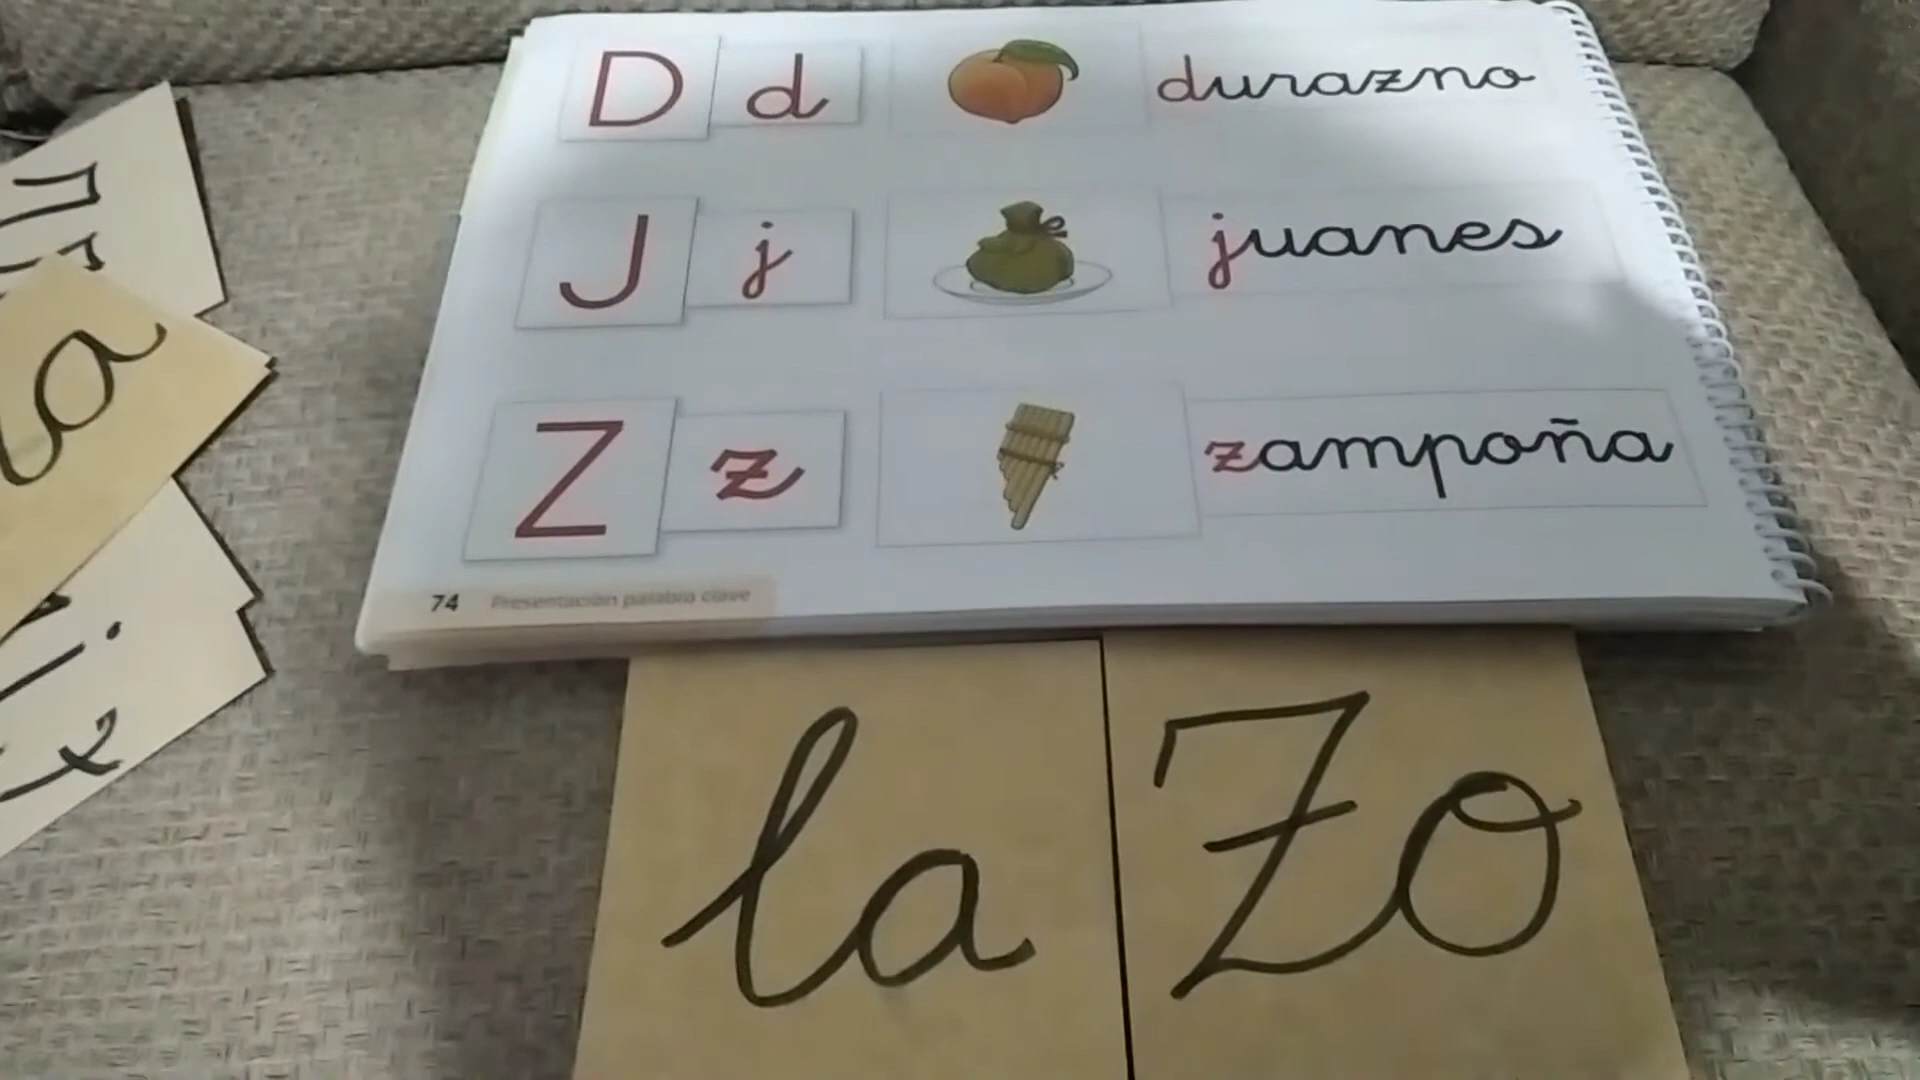 D d durazno
J j juanes
Z z zampoña
74 Presentación palabra clave
la zo